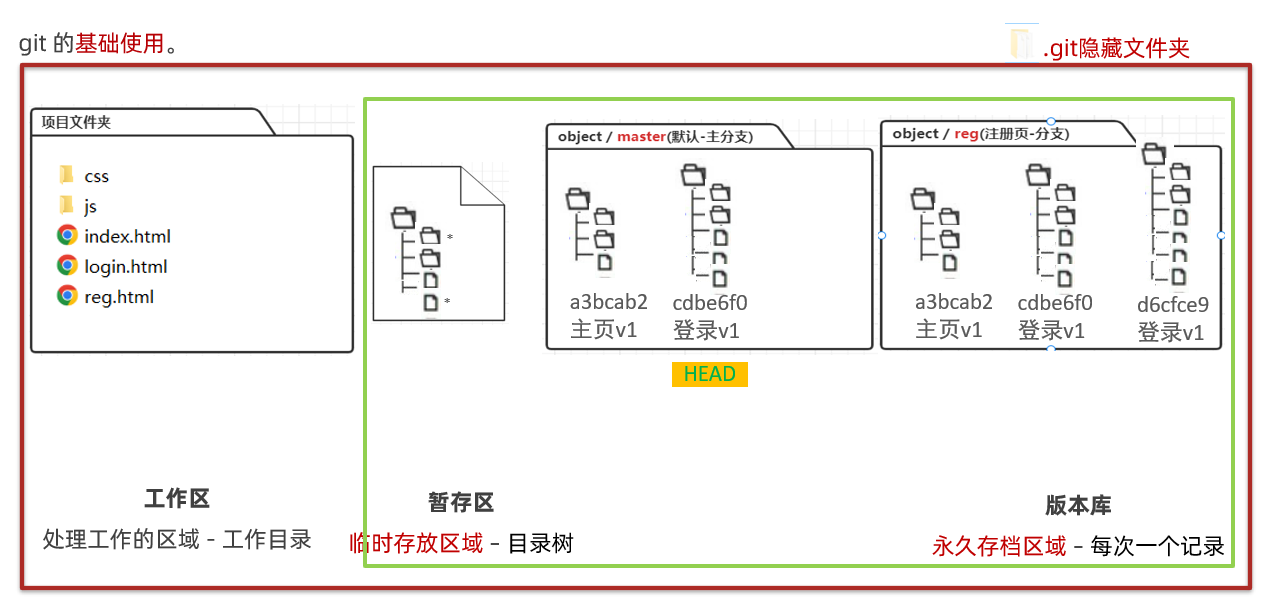 git 的基础使用。
.git隐藏文件夹
项目文件夹
css
js
index.html
login.html
reg.html
*
*
object / master(默认-主分支)
a3bcab2
主页v1
cdbe6f0
登录v1
HEAD
object / reg(注册页-分支)
a3bcab2
主页v1
cdbe6f0
登录v1
d6cfce9
登录v1
工作区
处理工作的区域 - 工作目录
暂存区
临时存放区域 - 目录树
版本库
永久存档区域 - 每次一个记录